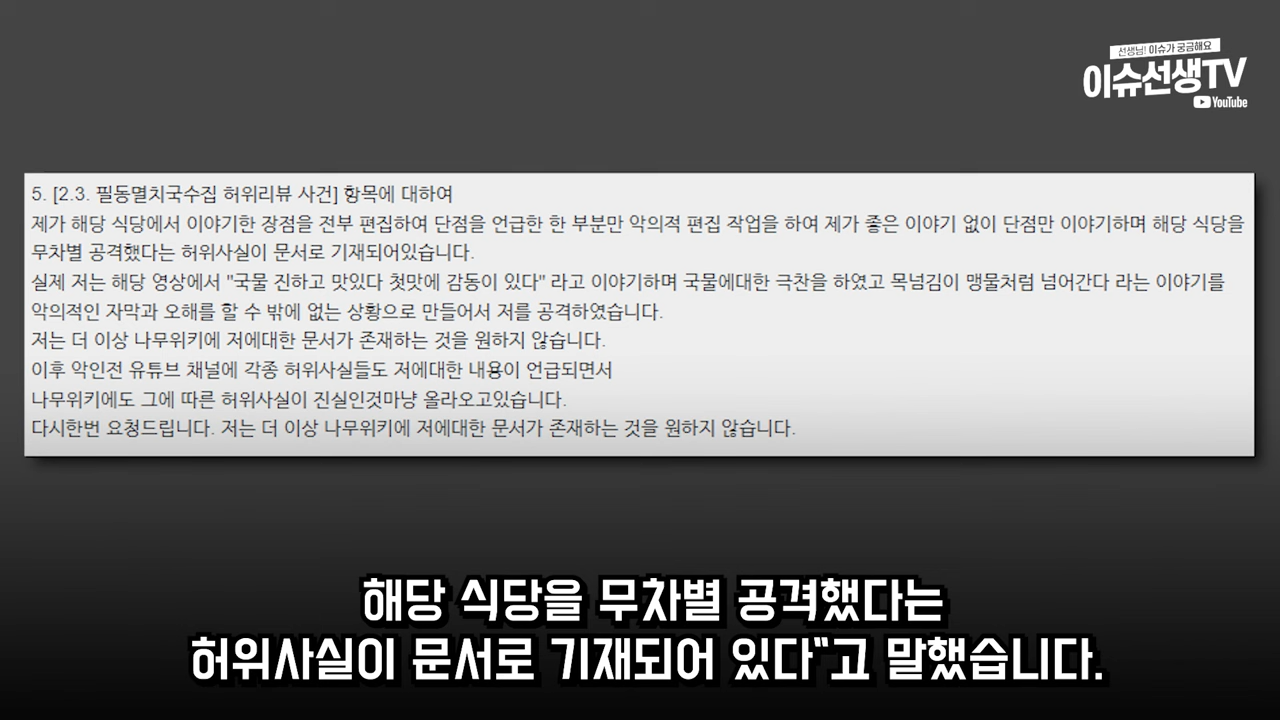 선생님! 이슈가 궁금해요
이슈선생TV
YouTube
5. [2.3. 필동멸치국수집 허위리뷰 사건] 항목에 대하여
제가 해당 식당에서 이야기한 장점을 전부 편집하여 단점을 언급한 한 부분만 악의적 편집 작업을 하여 제가 좋은 이야기 없이 단점만 이야기하며 해당 식당을
무차별 공격했다는 허위사실이 문서로 기재되어있습니다.
실제 저는 해당 영상에서 "국물 진하고 맛있다 첫맛에 감동이 있다" 라고 이야기하며 국물에대한 극찬을 하였고 목넘김이 맹물처럼 넘어간다 라는 이야기를
악의적인 자막과 오해를 할 수 밖에 없는 상황으로 만들어서 저를 공격하였습니다.
저는 더 이상 나무위키에 저에대한 문서가 존재하는 것을 원하지 않습니다.
이후 악인전 유튜브 채널에 각종 허위사실들도 저에대한 내용이 언급되면서
나무위키에도 그에 따른 허위사실이 진실인것마냥 올라오고있습니다.
다시한번 요청드립니다. 저는 더 이상 나무위키에 저에대한 문서가 존재하는 것을 원하지 않습니다.
해당 식당을 무차별 공격했다는
허위사실이 문서로 기재되어 있다"고 말했습니다.